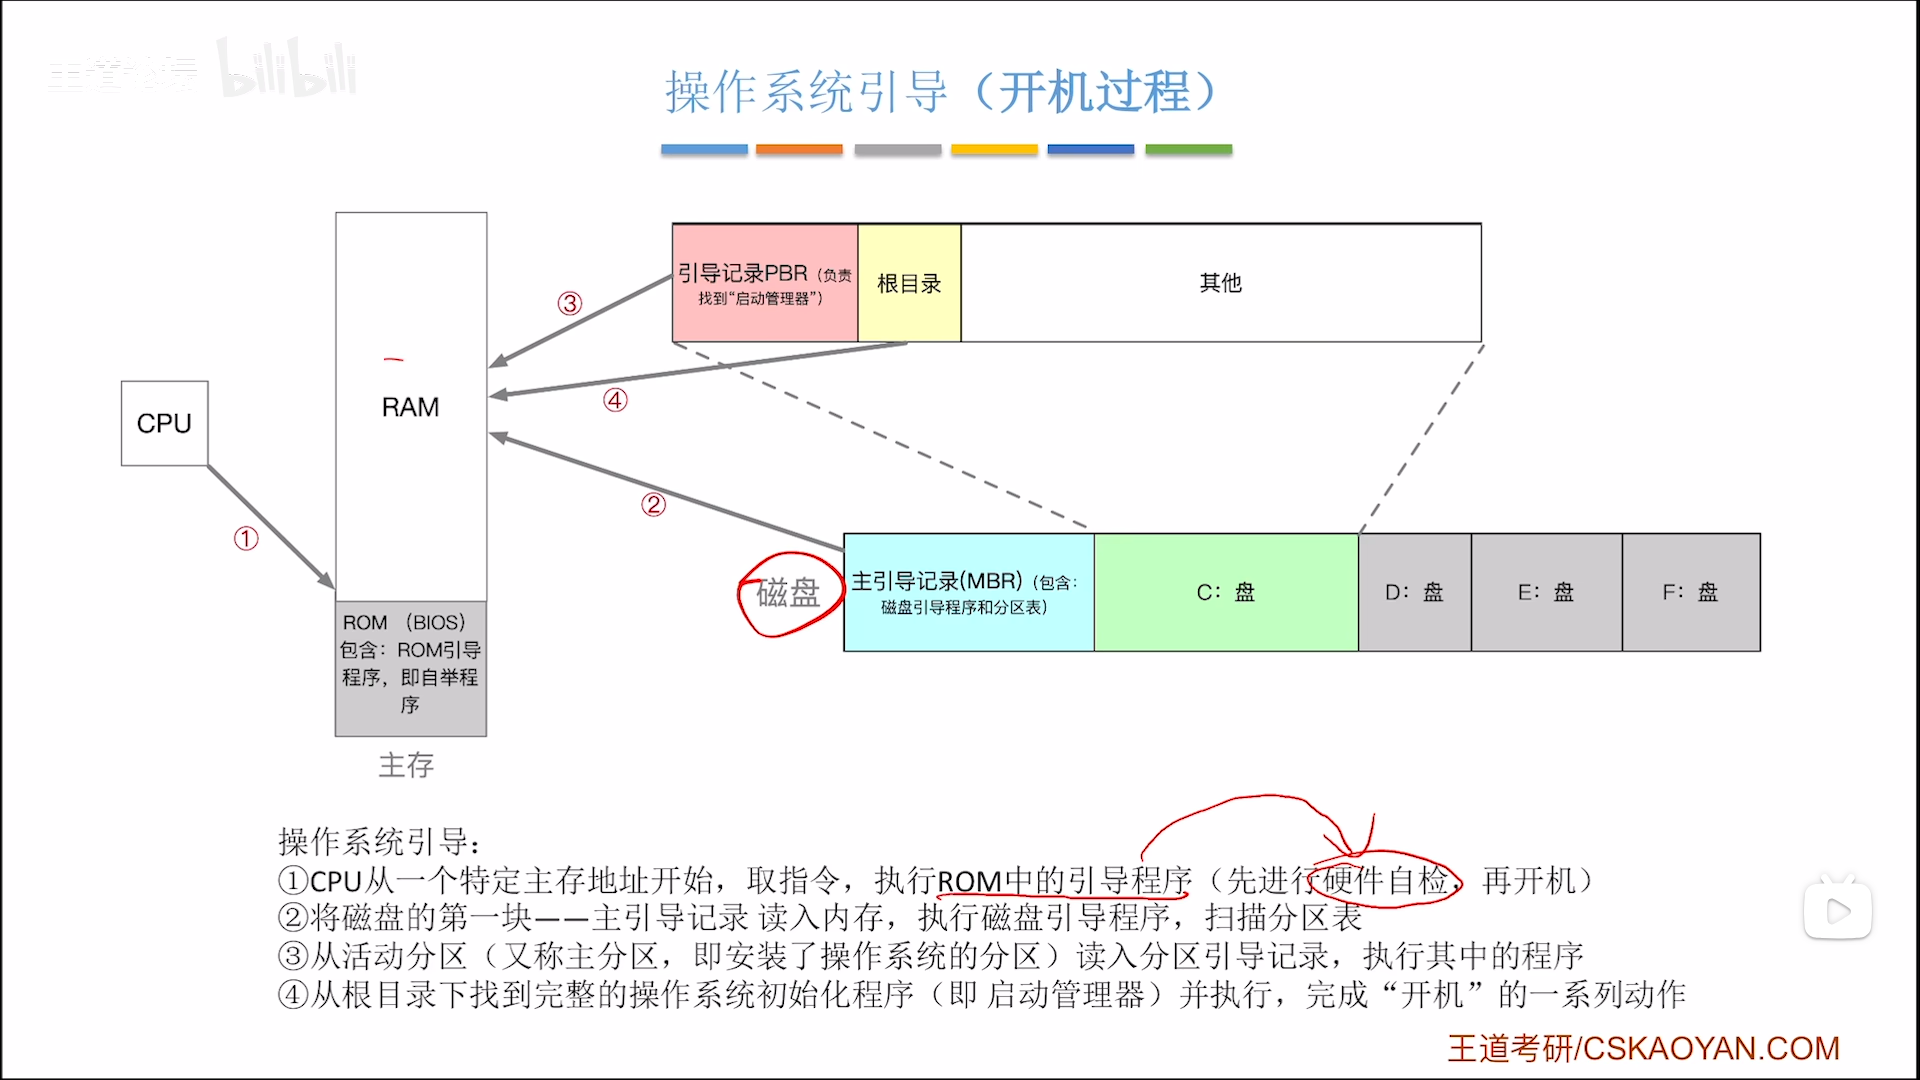 王道论坛 bilibili
操作系统引导（开机过程）
引导记录PBR（负责
找到“启动管理器”）
根目录
其他
③
④
RAM
CPU
②
①
磁盘
主引导记录(MBR)（包含：
磁盘引导程序和分区表）
C：盘
D：盘
E：盘
F：盘
ROM （BIOS）
包含：ROM引导
程序，即自举程
序
主存
操作系统引导：
①CPU从一个特定主存地址开始，取指令，执行ROM中的引导程序（先进行硬件自检，再开机）
②将磁盘的第一块——主引导记录 读入内存，执行磁盘引导程序，扫描分区表
③从活动分区（又称主分区，即安装了操作系统的分区）读入分区引导记录，执行其中的程序
④从根目录下找到完整的操作系统初始化程序（即 启动管理器）并执行，完成“开机”的一系列动作
王道考研/CSKAOYAN.COM